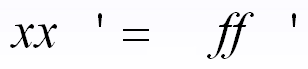 xx ' = ff '